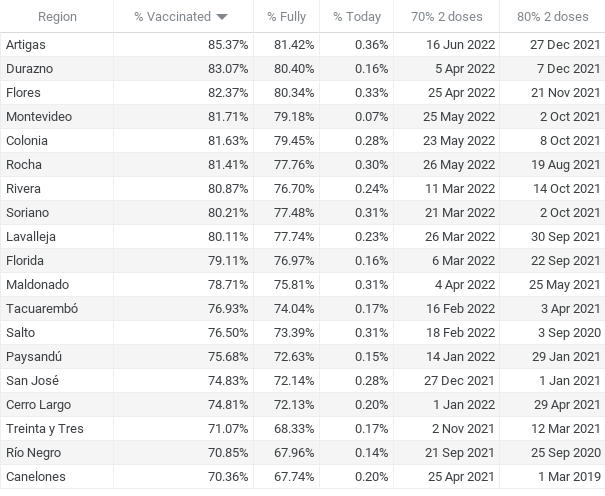 Region % Vaccinated % Fully % Today 70% 2 doses 80% 2 doses
Artigas 85.37% 81.42% 0.36% 16 Jun 2022 27 Dec 2021
Durazno 83.07% 80.40% 0.16% 5 Apr 2022 7 Dec 2021
Flores 82.37% 80.34% 0.33% 25 Apr 2022 21 Nov 2021
Montevideo 81.71% 79.18% 0.07% 25 May 2022 2 Oct 2021
Colonia 81.63% 79.45% 0.28% 23 May 2022 8 Oct 2021
Rocha 81.41% 77.76% 0.30% 26 May 2022 19 Aug 2021
Rivera 80.87% 76.70% 0.24% 11 Mar 2022 14 Oct 2021
Soriano 80.21% 77.48% 0.31% 21 Mar 2022 2 Oct 2021
Lavalleja 80.11% 77.74% 0.23% 26 Mar 2022 30 Sep 2021
Florida 79.11% 76.97% 0.16% 6 Mar 2022 22 Sep 2021
Maldonado 78.71% 75.81% 0.31% 4 Apr 2022 25 May 2021
Tacuarembó 76.93% 74.04% 0.17% 16 Feb 2022 3 Apr 2021
Salto 76.50% 73.39% 0.31% 18 Feb 2022 3 Sep 2020
Paysandú 75.68% 72.63% 0.15% 14 Jan 2022 29 Jan 2021
San José 74.83% 72.14% 0.28% 27 Dec 2021 1 Jan 2021
Cerro Largo 74.81% 72.13% 0.20% 1 Jan 2022 29 Apr 2021
Treinta y Tres 71.07% 68.33% 0.17% 2 Nov 2021 12 Mar 2021
Río Negro 70.85% 67.96% 0.14% 21 Sep 2021 25 Sep 2020
Canelones 70.36% 67.74% 0.20% 25 Apr 2021 1 Mar 2019